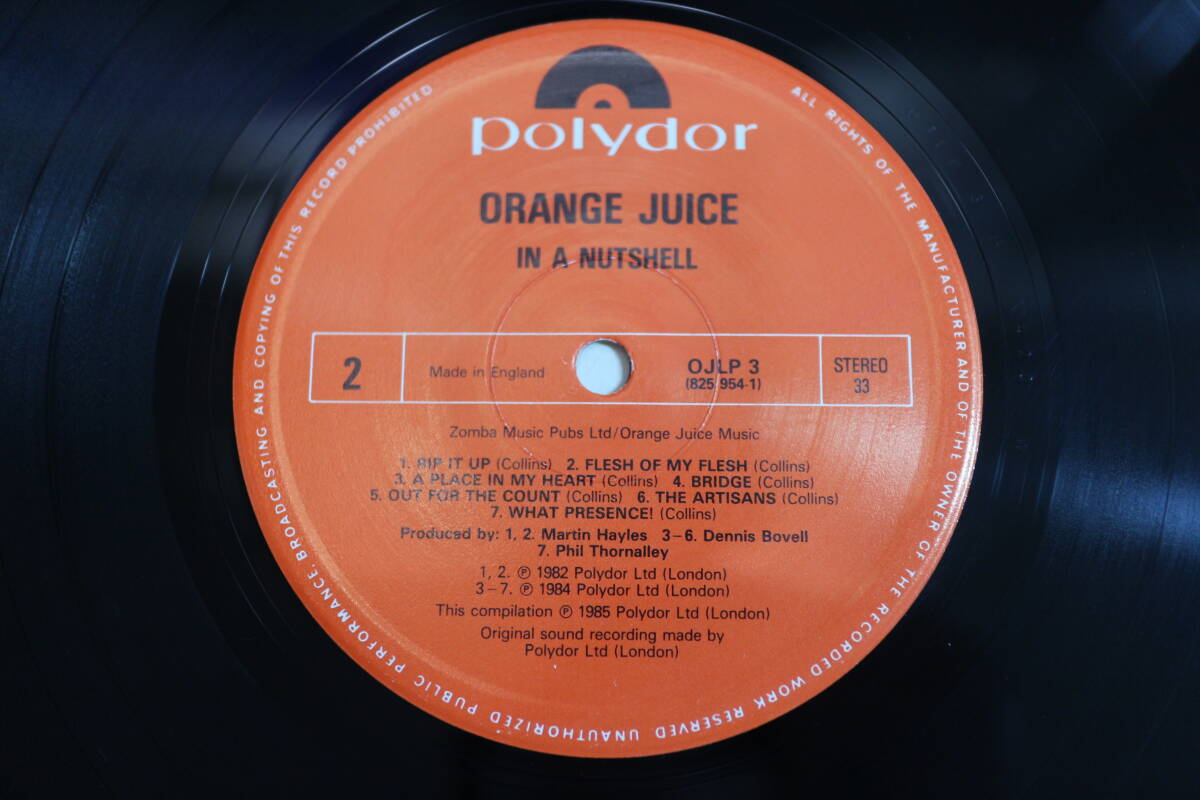 polydor
ORANGE JUICE
IN A NUTSHELL
2
Made in England
OJLP 3
(825 954-1)
STEREO
33
Zomba Music Pubs Ltd/Orange Juice Music
1. RIP IT UP (Collins) 2. FLESH OF MY FLESH (Collins)
3. A PLACE IN MY HEART (Collins) 4. BRIDGE (Collins)
5. OUT FOR THE COUNT (Collins) 6. THE ARTISANS (Collins)
7. WHAT PRESENCE! (Collins)
Produced by: 1, 2. Martin Hayles 3–6. Dennis Bovell
7. Phil Thornalley
1, 2. ℗ 1982 Polydor Ltd (London)
3–7. ℗ 1984 Polydor Ltd (London)
This compilation ℗ 1985 Polydor Ltd (London)
Original sound recording made by
Polydor Ltd (London)
ALL RIGHTS OF THE MANUFACTURER AND OF THE OWNER OF THE RECORDED WORK RESERVED UNAUTHORIZED PUBLIC PERFORMANCE, BROADCASTING AND COPYING OF THIS RECORD PROHIBITED